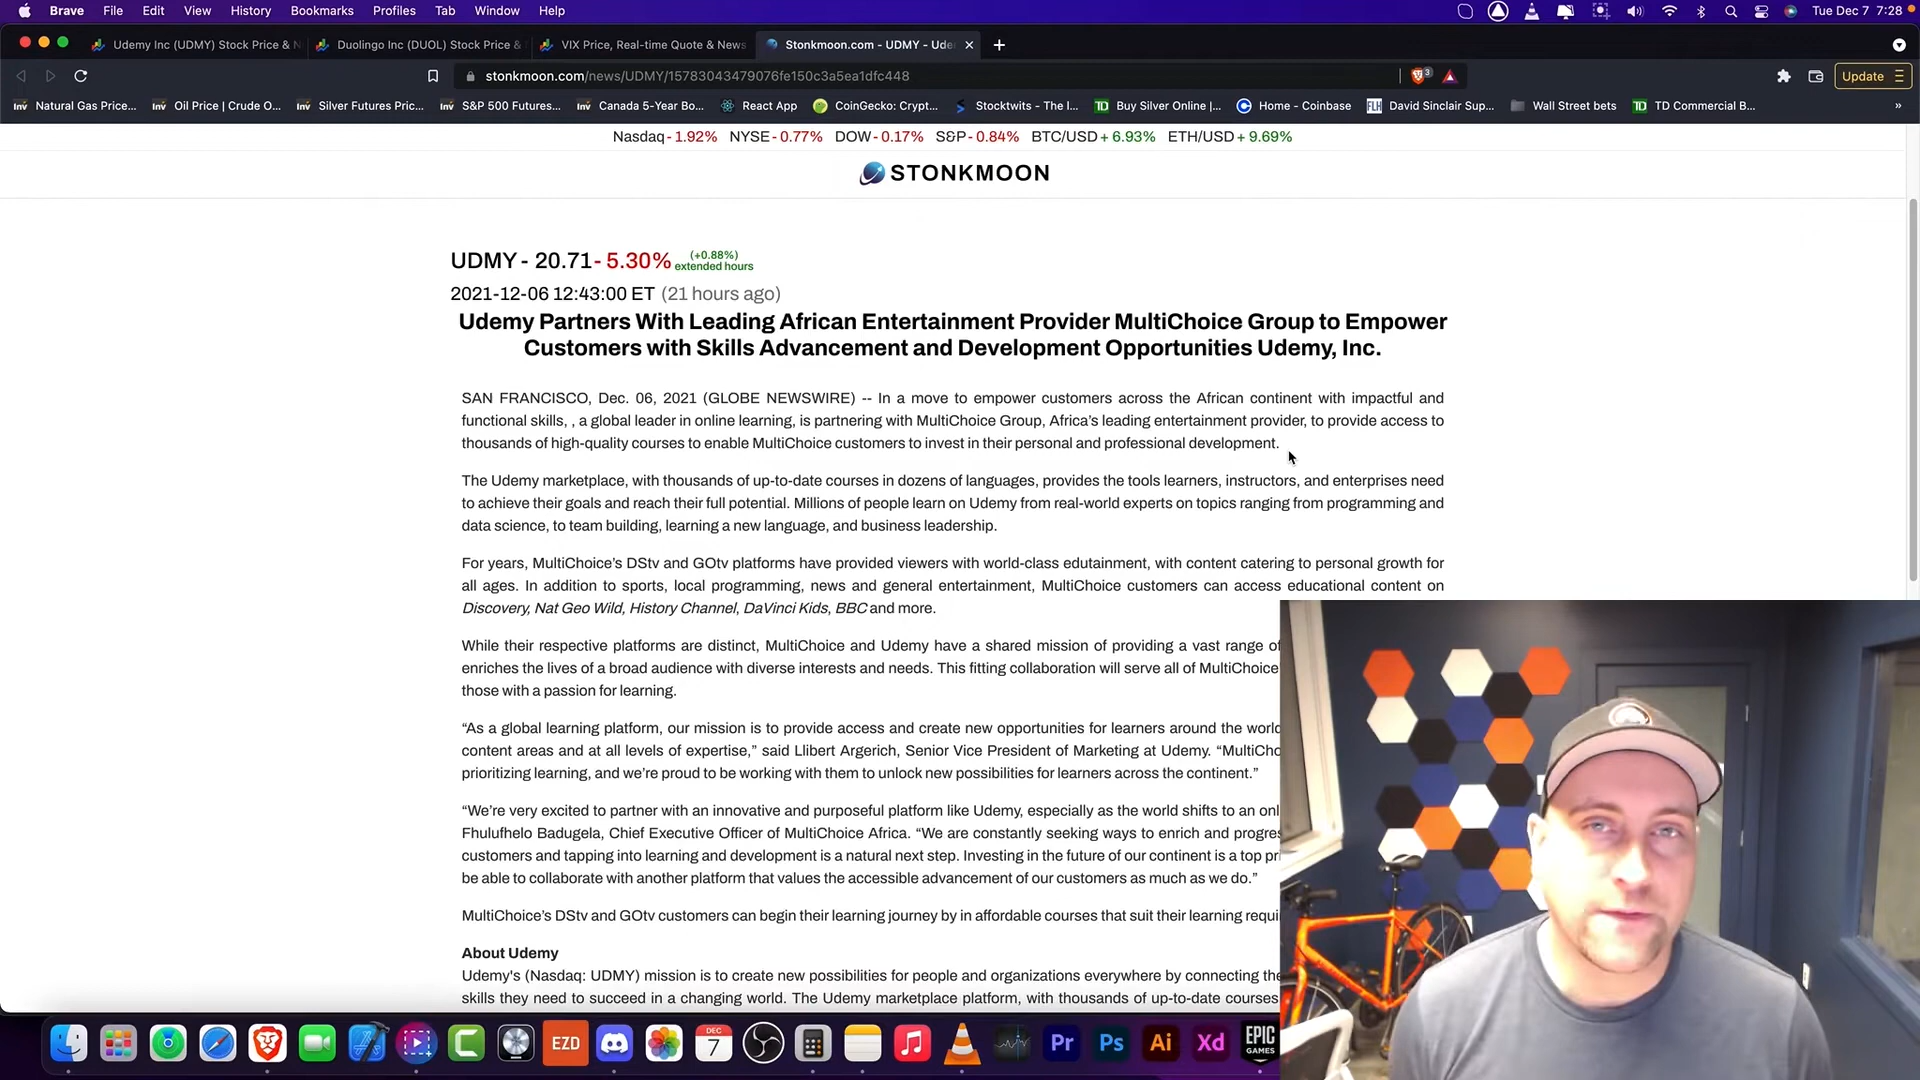 Brave File Edit View History Bookmarks Profiles Tab Window Help Tue Dec 7 7:28
Udemy Inc (UDMY) Stock Price & N Duolingo Inc (DUOL) Stock Price & VIX Price, Real-time Quote & News Stonkmoon.com - UDMY - Ude
stonkmoon.com/news/UDMY/15783043479076fe150c3a5ea1dfc448 3 Update
Inv Natural Gas Price... Inv Oil Price | Crude O... Inv Silver Futures Pric... Inv S&P 500 Futures... Inv Canada 5-Year Bo... React App CoinGecko: Crypt... Stocktwits - The l... TD Buy Silver Online |... Home - Coinbase FLH David Sinclair Sup... Wall Street bets TD TD Commercial B... »
Nasdaq - 1.92% NYSE - 0.77% DOW - 0.17% S&P - 0.84% BTC/USD + 6.93% ETH/USD + 9.69%
STONKMOON
UDMY - 20.71 - 5.30% (+0.88%) extended hours
2021-12-06 12:43:00 ET (21 hours ago)
Udemy Partners With Leading African Entertainment Provider MultiChoice Group to Empower
Customers with Skills Advancement and Development Opportunities Udemy, Inc.
SAN FRANCISCO, Dec. 06, 2021 (GLOBE NEWSWIRE) -- In a move to empower customers across the African continent with impactful and
functional skills, , a global leader in online learning, is partnering with MultiChoice Group, Africa's leading entertainment provider, to provide access to
thousands of high-quality courses to enable MultiChoice customers to invest in their personal and professional development.
The Udemy marketplace, with thousands of up-to-date courses in dozens of languages, provides the tools learners, instructors, and enterprises need
to achieve their goals and reach their full potential. Millions of people learn on Udemy from real-world experts on topics ranging from programming and
data science, to team building, learning a new language, and business leadership.
For years, MultiChoice's DStv and GOtv platforms have provided viewers with world-class edutainment, with content catering to personal growth for
all ages. In addition to sports, local programming, news and general entertainment, MultiChoice customers can access educational content on
Discovery, Nat Geo Wild, History Channel, DaVinci Kids, BBC and more.
While their respective platforms are distinct, MultiChoice and Udemy have a shared mission of providing a vast range of
enriches the lives of a broad audience with diverse interests and needs. This fitting collaboration will serve all of MultiChoice'
those with a passion for learning.
“As a global learning platform, our mission is to provide access and create new opportunities for learners around the world
content areas and at all levels of expertise,” said Llibert Argerich, Senior Vice President of Marketing at Udemy. “MultiCho
prioritizing learning, and we're proud to be working with them to unlock new possibilities for learners across the continent.”
“We're very excited to partner with an innovative and purposeful platform like Udemy, especially as the world shifts to an onl
Fhulufhelo Badugela, Chief Executive Officer of MultiChoice Africa. “We are constantly seeking ways to enrich and progres
customers and tapping into learning and development is a natural next step. Investing in the future of our continent is a top pri
be able to collaborate with another platform that values the accessible advancement of our customers as much as we do.”
MultiChoice's DStv and GOtv customers can begin their learning journey by in affordable courses that suit their learning requi
About Udemy
Udemy's (Nasdaq: UDMY) mission is to create new possibilities for people and organizations everywhere by connecting the
skills they need to succeed in a changing world. The Udemy marketplace platform, with thousands of up-to-date courses
EZD DEC 7 Pr Ps Ai Xd EPIC GAMES